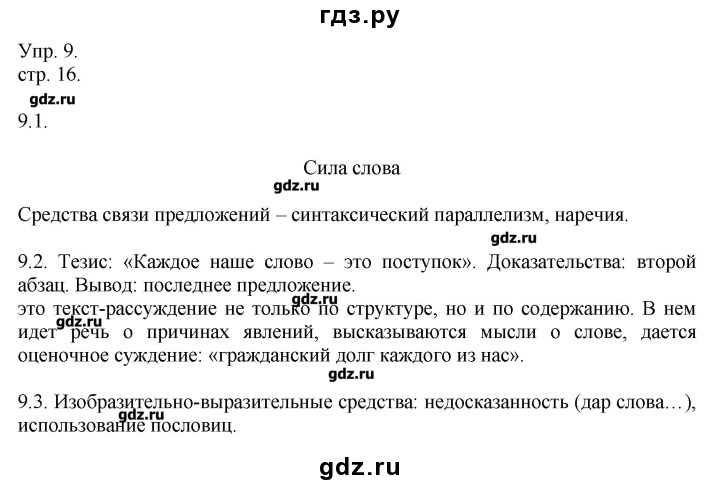 гдз.ру
Упр. 9.
стр. 16.
gdz.ru
9.1.
Сила слова
gdz.ru
Средства связи предложений – синтаксический параллелизм, наречия.
gdz.ru
9.2. Тезис: «Каждое наше слово – это поступок». Доказательства: второй
абзац. Вывод: последнее предложение.
gdz.ru
это текст-рассуждение не только по структуре, но и по содержанию. В нем
gdz.ru
идет речь о причинах явлений, высказываются мысли о слове, дается
оценочное суждение: «гражданский долг каждого из нас».
gdz.ru
9.3. Изобразительно-выразительные средства: недосказанность (дар слова…),
gdz.ru
использование пословиц.
gdz.ru